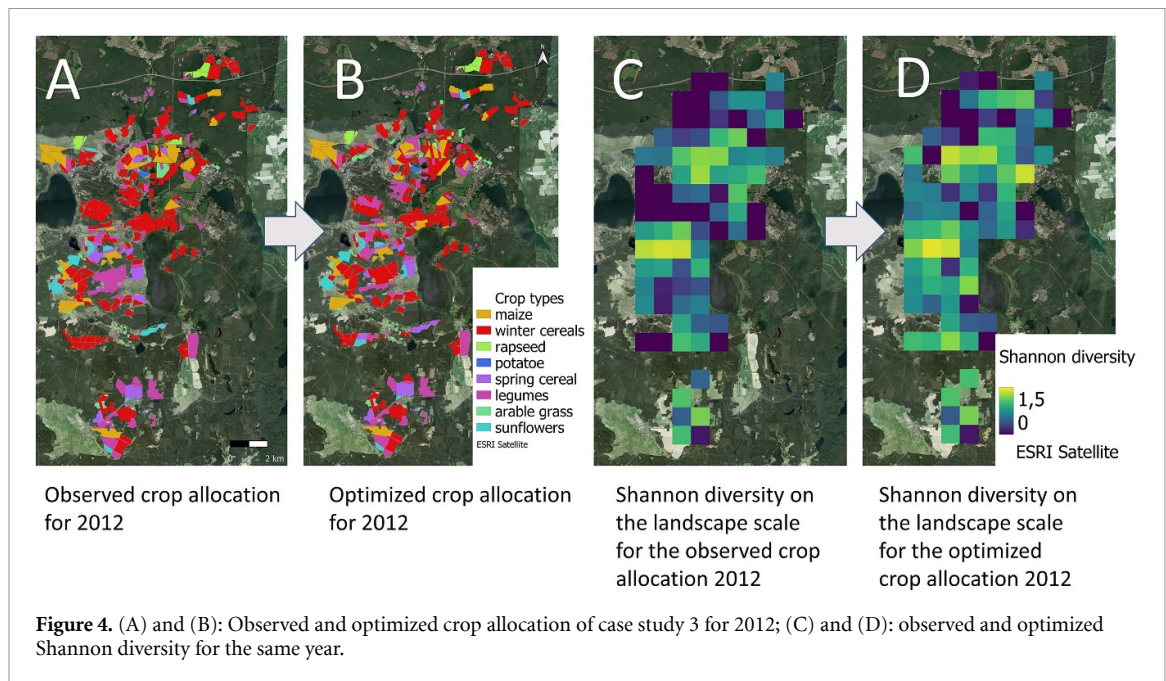 A
B
N
C
D
Crop types
maize
winter cereals
rapseed
potatoe
spring cereal
legumes
arable grass
sunflowers
ESRI Satellite
0 2 km
Shannon diversity
1,5
0
ESRI Satellite
Observed crop allocation
for 2012
Optimized crop allocation
for 2012
Shannon diversity on
the landscape scale
for the observed crop
allocation 2012
Shannon diversity on
the landscape scale
for the optimized
crop allocation 2012
Figure 4. (A) and (B): Observed and optimized crop allocation of case study 3 for 2012; (C) and (D): observed and optimized
Shannon diversity for the same year.